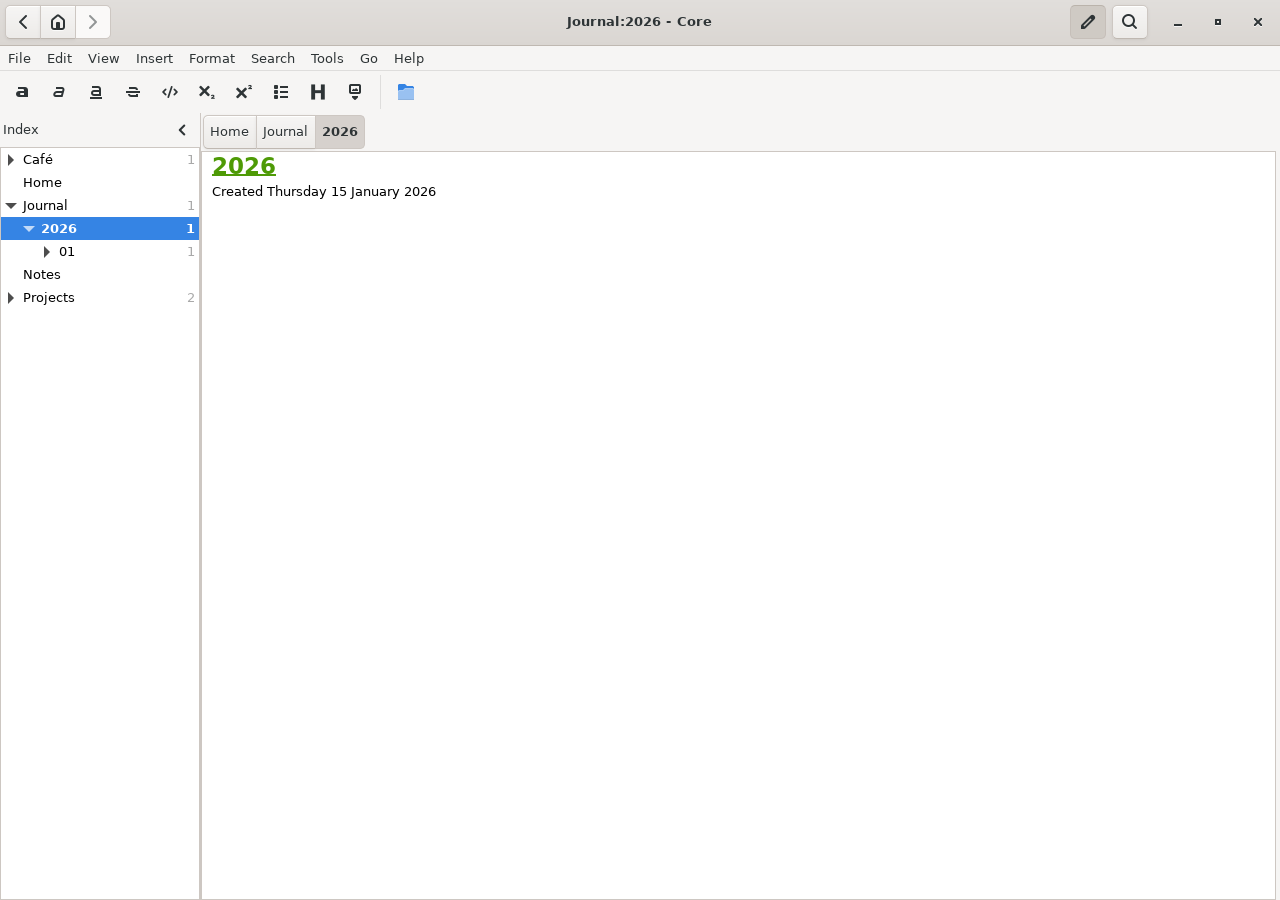 Journal:2026 - Core
File Edit View Insert Format Search Tools Go Help
Index
Home Journal 2026
Café 1
Home
Journal 1
2026 1
01 1
Notes
Projects 2
2026
Created Thursday 15 January 2026